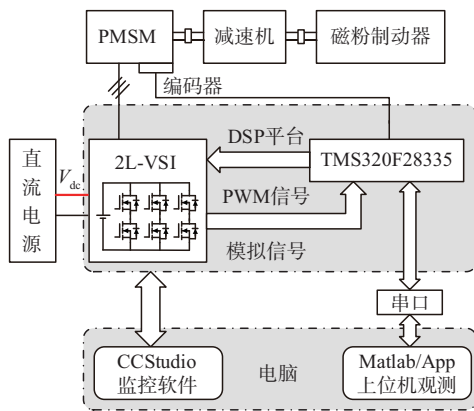 PMSM
减速机
磁粉制动器
编码器
直流电源
V_dc
2L-VSI
DSP平台
TMS320F28335
PWM信号
模拟信号
串口
CCStudio
监控软件
电脑
Matlab/App
上位机观测